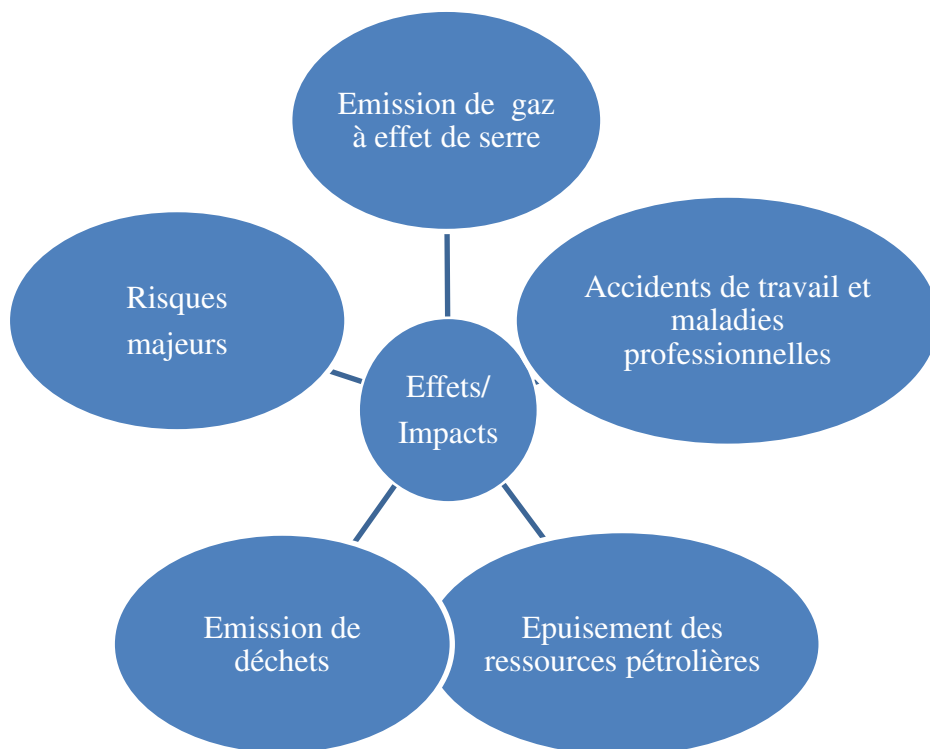 Emission de gaz
à effet de serre
Accidents de travail et
maladies
professionnelles
Risques
majeurs
Effets/
Impacts
Emission de
déchets
Epuisement des
ressources pétrolières